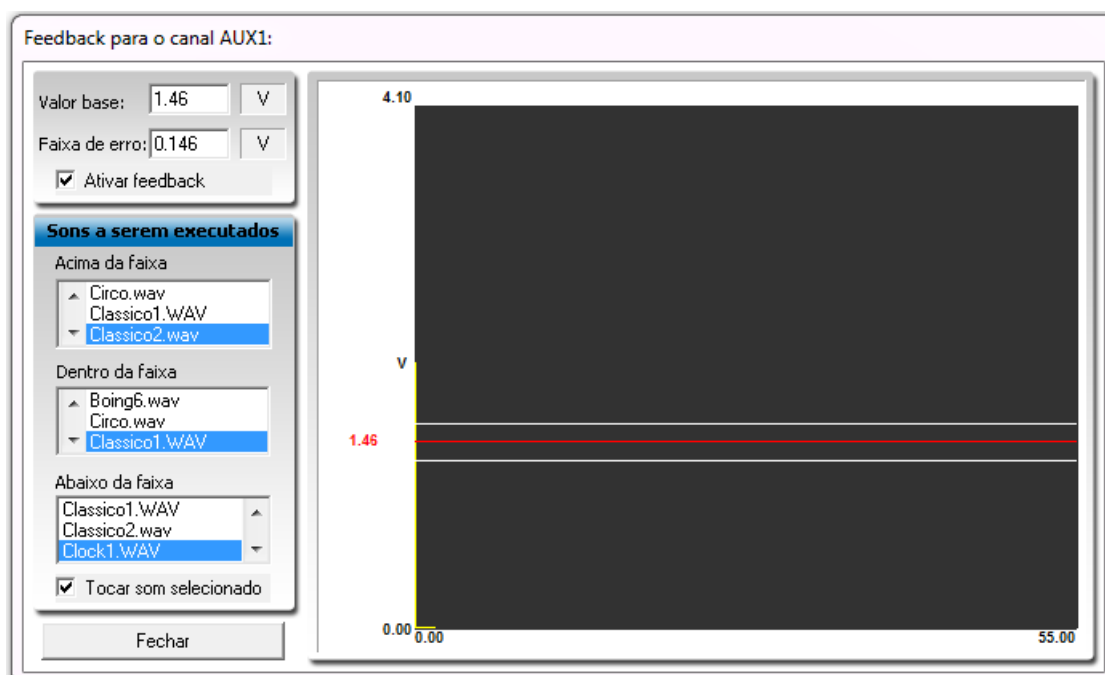 Feedback para o canal AUX1:
Valor base: 1.46 V
Faixa de erro: 0.146 V
Ativar feedback
Sons a serem executados
Acima da faixa
Circo.wav
Classico1.WAV
Classico2.wav
Dentro da faixa
Boing6.wav
Circo.wav
Classico1.WAV
Abaixo da faixa
Classico1.WAV
Classico2.wav
Clock1.WAV
Tocar som selecionado
Fechar
4.10
V
1.46
0.00
0.00 55.00